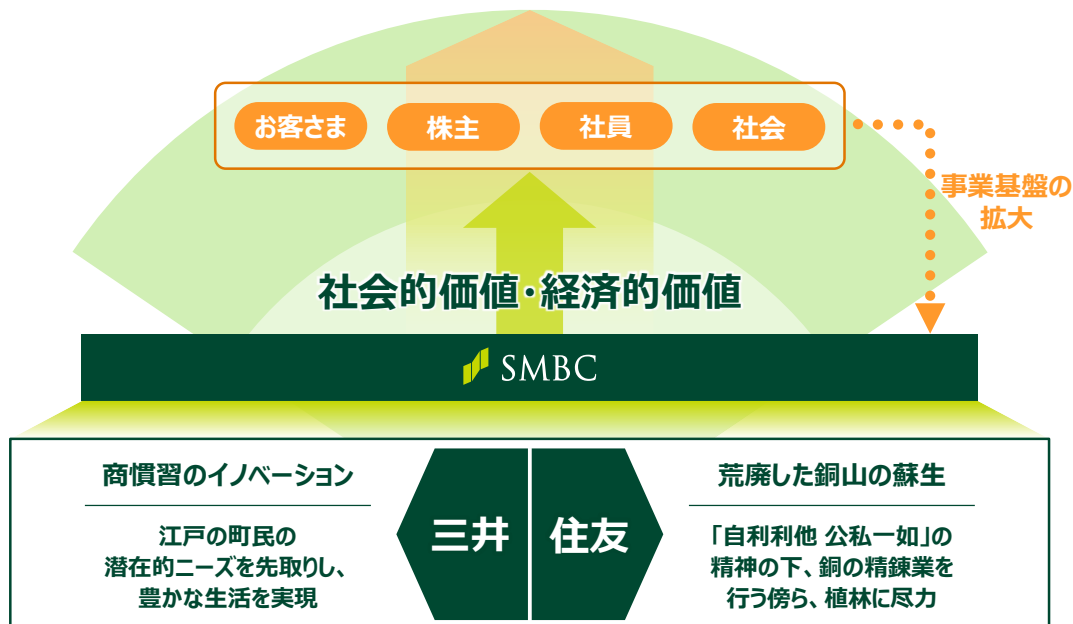 お客さま
株主
社員
社会
事業基盤の
拡大
社会的価値・経済的価値
SMBC
商慣習のイノベーション
江戸の町民の
潜在的ニーズを先取りし、
豊かな生活を実現
三井
住友
荒廃した銅山の蘇生
「自利利他 公私一如」の
精神の下、銅の精錬業を
行う傍ら、植林に尽力